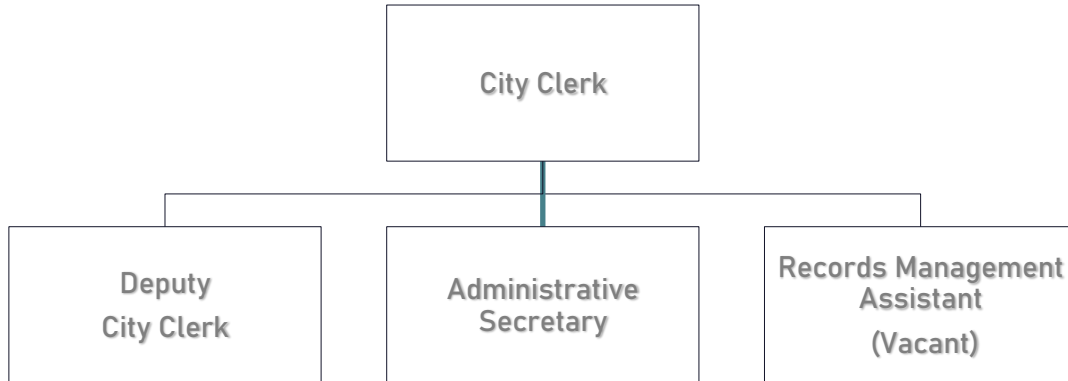 City Clerk
Deputy
City Clerk
Administrative
Secretary
Records Management
Assistant
(Vacant)